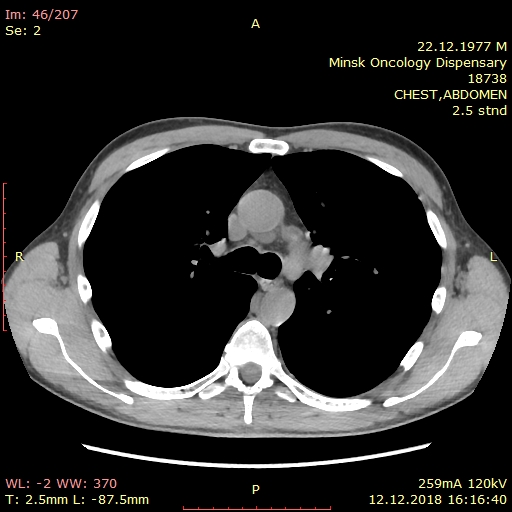 Im: 46/207
Se: 2
A
22.12.1977 M
Minsk Oncology Dispensary
18738
CHEST,ABDOMEN
2.5 stnd
R
L
WL: -2 WW: 370
T: 2.5mm L: -87.5mm
P
259mA 120kV
12.12.2018 16:16:40